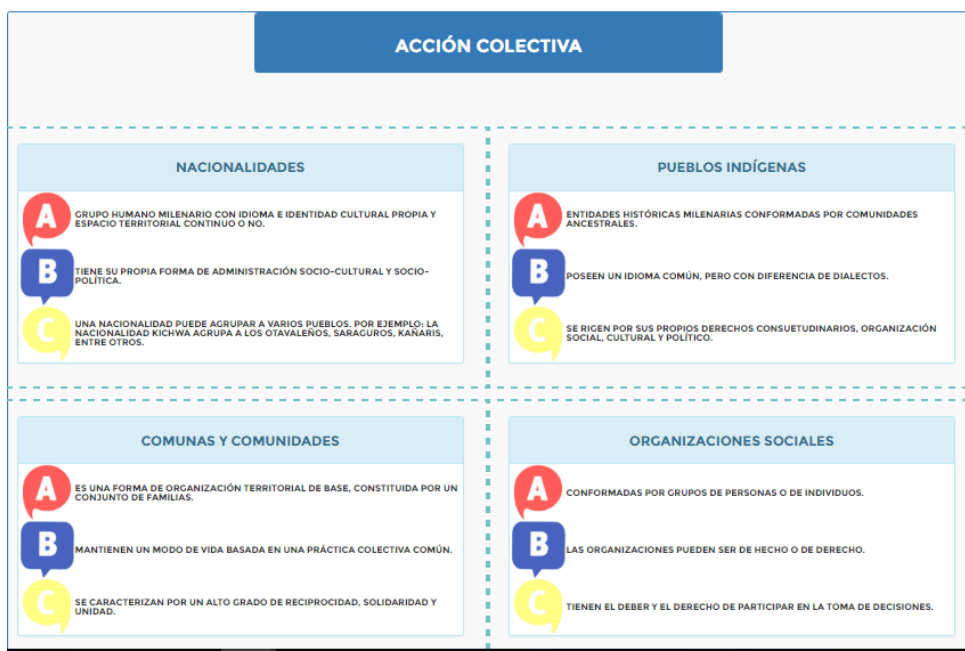 ACCIÓN COLECTIVA
NACIONALIDADES
A
GRUPO HUMANO MILENARIO CON IDIOMA E IDENTIDAD CULTURAL PROPIA Y
ESPACIO TERRITORIAL CONTINUO O NO.
B
TIENE SU PROPIA FORMA DE ADMINISTRACIÓN SOCIO-CULTURAL Y SOCIO-
POLÍTICA.
C
UNA NACIONALIDAD PUEDE AGRUPAR A VARIOS PUEBLOS. POR EJEMPLO: LA
NACIONALIDAD KICHWA AGRUPA A LOS OTAVALEÑOS, SARAGUROS, KAÑARIS,
ENTRE OTROS.
PUEBLOS INDÍGENAS
A
ENTIDADES HISTÓRICAS MILENARIAS CONFORMADAS POR COMUNIDADES
ANCESTRALES.
B
POSEEN UN IDIOMA COMÚN, PERO CON DIFERENCIA DE DIALECTOS.
C
SE RIGEN POR SUS PROPIOS DERECHOS CONSUETUDINARIOS, ORGANIZACIÓN
SOCIAL, CULTURAL Y POLÍTICO.
COMUNAS Y COMUNIDADES
A
ES UNA FORMA DE ORGANIZACIÓN TERRITORIAL DE BASE, CONSTITUIDA POR UN
CONJUNTO DE FAMILIAS.
B
MANTIENEN UN MODO DE VIDA BASADA EN UNA PRÁCTICA COLECTIVA COMÚN.
C
SE CARACTERIZAN POR UN ALTO GRADO DE RECIPROCIDAD, SOLIDARIDAD Y
UNIDAD.
ORGANIZACIONES SOCIALES
A
CONFORMADAS POR GRUPOS DE PERSONAS O DE INDIVIDUOS.
B
LAS ORGANIZACIONES PUEDEN SER DE HECHO O DE DERECHO.
C
TIENEN EL DEBER Y EL DERECHO DE PARTICIPAR EN LA TOMA DE DECISIONES.